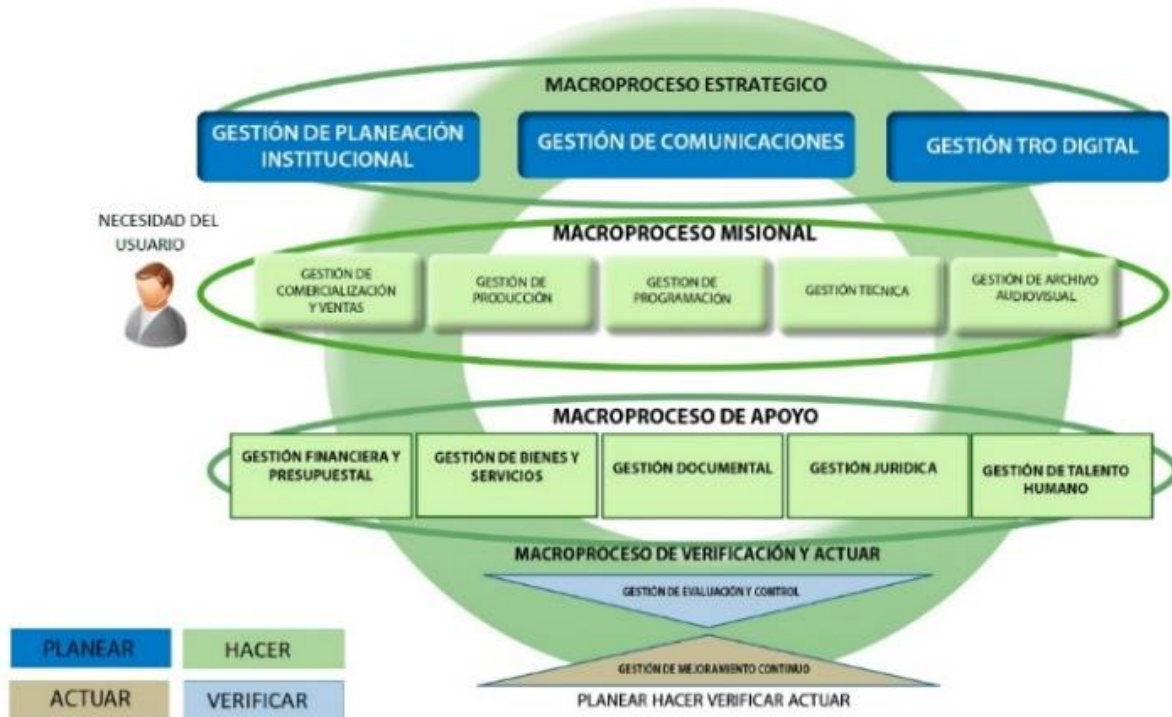 MACROPROCESO ESTRATEGICO
GESTIÓN DE PLANEACIÓN
INSTITUCIONAL
GESTIÓN DE COMUNICACIONES
GESTIÓN TRO DIGITAL
NECESIDAD DEL
USUARIO
MACROPROCESO MISIONAL
GESTIÓN DE
COMERCIALIZACIÓN
Y VENTAS
GESTIÓN DE
PRODUCCIÓN
GESTION DE
PROGRAMACIÓN
GESTIÓN TECNICA
GESTIÓN DE ARCHIVO
AUDIOVISUAL
MACROPROCESO DE APOYO
GESTIÓN FINANCIERA Y
PRESUPUESTAL
GESTIÓN DE BIENES Y
SERVICIOS
GESTIÓN DOCUMENTAL
GESTIÓN JURIDICA
GESTIÓN DE TALENTO
HUMANO
MACROPROCESO DE VERIFICACIÓN Y ACTUAR
GESTIÓN DE EVALUACIÓN Y CONTROL
GESTIÓN DE MEJORAMIENTO CONTINUO
PLANEAR HACER VERIFICAR ACTUAR
PLANEAR
HACER
ACTUAR
VERIFICAR